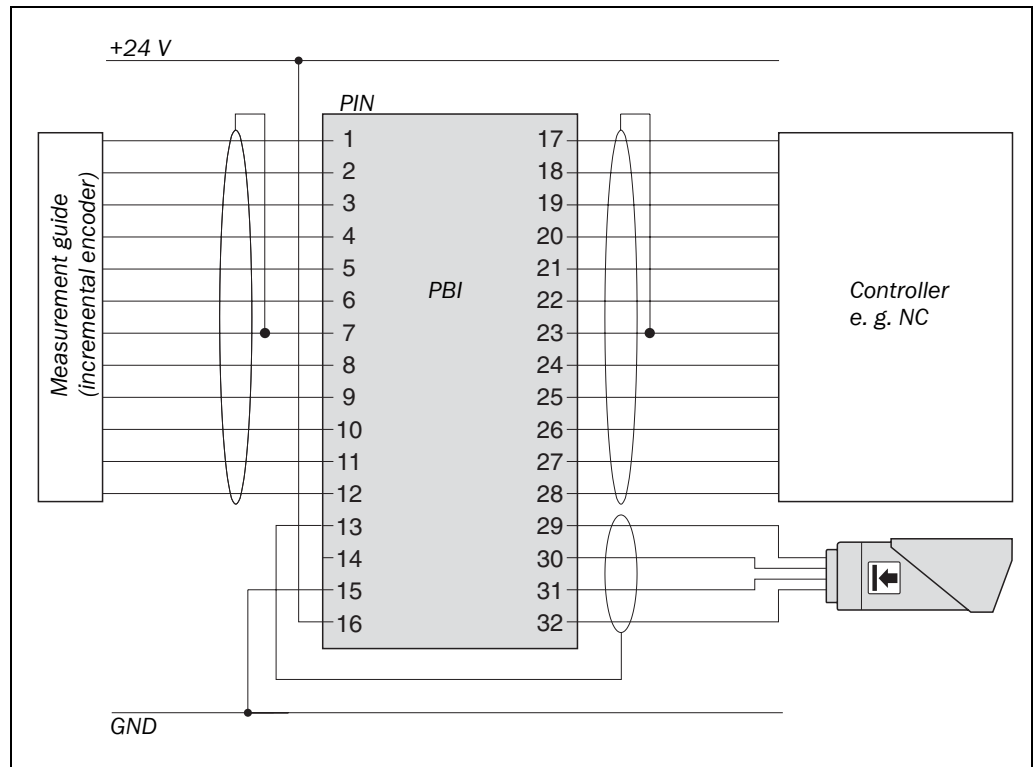 +24 V
PIN
1 17
2 18
3 19
4 20
5 21
6 22
7 23
8 24
9 25
10 26
11 27
12 28
13 29
14 30
15 31
16 32
Measurement guide
(incremental encoder)
PBI
Controller
e. g. NC
GND